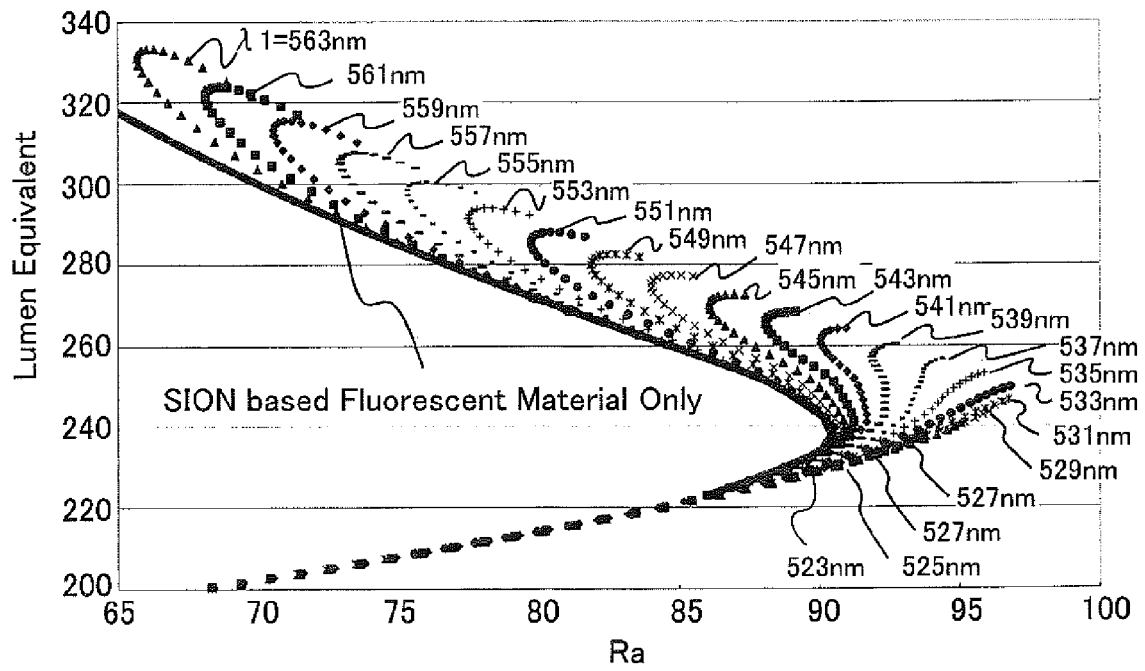 340
320
300
280
260
240
220
200
Lumen Equivalent
65
70
75
80
85
90
95
100
Ra
λ1=563nm
561nm
559nm
557nm
555nm
553nm
551nm
549nm
547nm
545nm
543nm
541nm
539nm
537nm
535nm
533nm
531nm
529nm
527nm
527nm
525nm
523nm
SION based Fluorescent Material Only